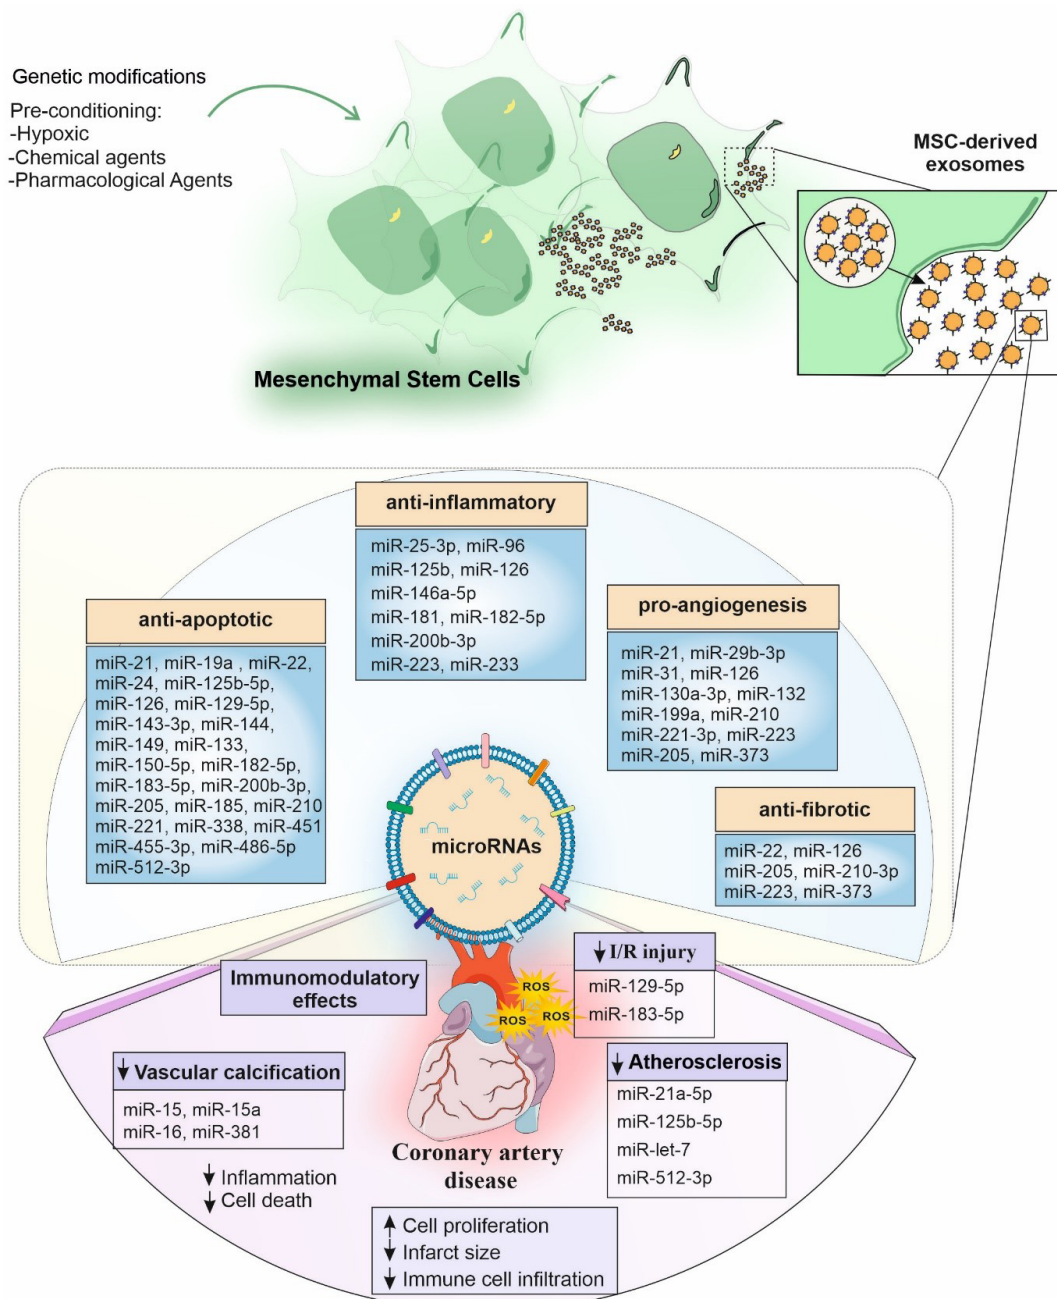 Genetic modifications
Pre-conditioning:
-Hypoxic
-Chemical agents
-Pharmacological Agents
MSC-derived
exosomes
Mesenchymal Stem Cells
anti-inflammatory
miR-25-3p, miR-96
miR-125b, miR-126
miR-146a-5p
miR-181, miR-182-5p
miR-200b-3p
miR-223, miR-233
anti-apoptotic
miR-21, miR-19a , miR-22,
miR-24, miR-125b-5p,
miR-126, miR-129-5p,
miR-143-3p, miR-144,
miR-149, miR-133,
miR-150-5p, miR-182-5p,
miR-183-5p, miR-200b-3p,
miR-205, miR-185, miR-210
miR-221, miR-338, miR-451
miR-455-3p, miR-486-5p
miR-512-3p
pro-angiogenesis
miR-21, miR-29b-3p
miR-31, miR-126
miR-130a-3p, miR-132
miR-199a, miR-210
miR-221-3p, miR-223
miR-205, miR-373
anti-fibrotic
miR-22, miR-126
miR-205, miR-210-3p
miR-223, miR-373
microRNAs
Immunomodulatory
effects
ROS
ROS
ROS
↓ I/R injury
miR-129-5p
miR-183-5p
↓ Vascular calcification
miR-15, miR-15a
miR-16, miR-381
↓ Inflammation
↓ Cell death
↓ Atherosclerosis
miR-21a-5p
miR-125b-5p
miR-let-7
miR-512-3p
Coronary artery
disease
↑ Cell proliferation
↓ Infarct size
↓ Immune cell infiltration